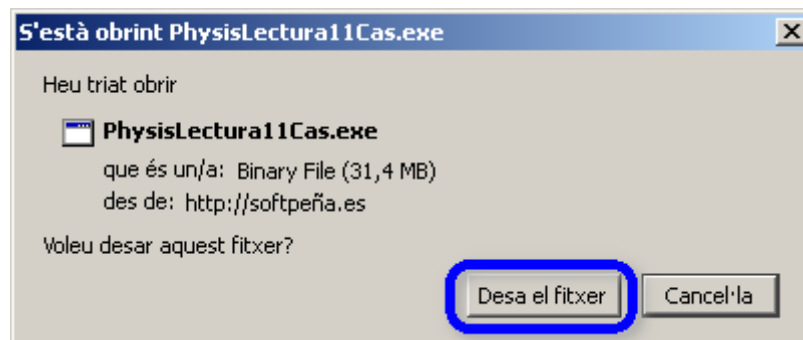 S'està obrint PhysisLectura11Cas.exe
Heu triat obrir
PhysisLectura11Cas.exe
que és un/a: Binary File (31,4 MB)
des de: http://softpeña.es
Voleu desar aquest fitxer?
Desa el fitxer Cancel·la